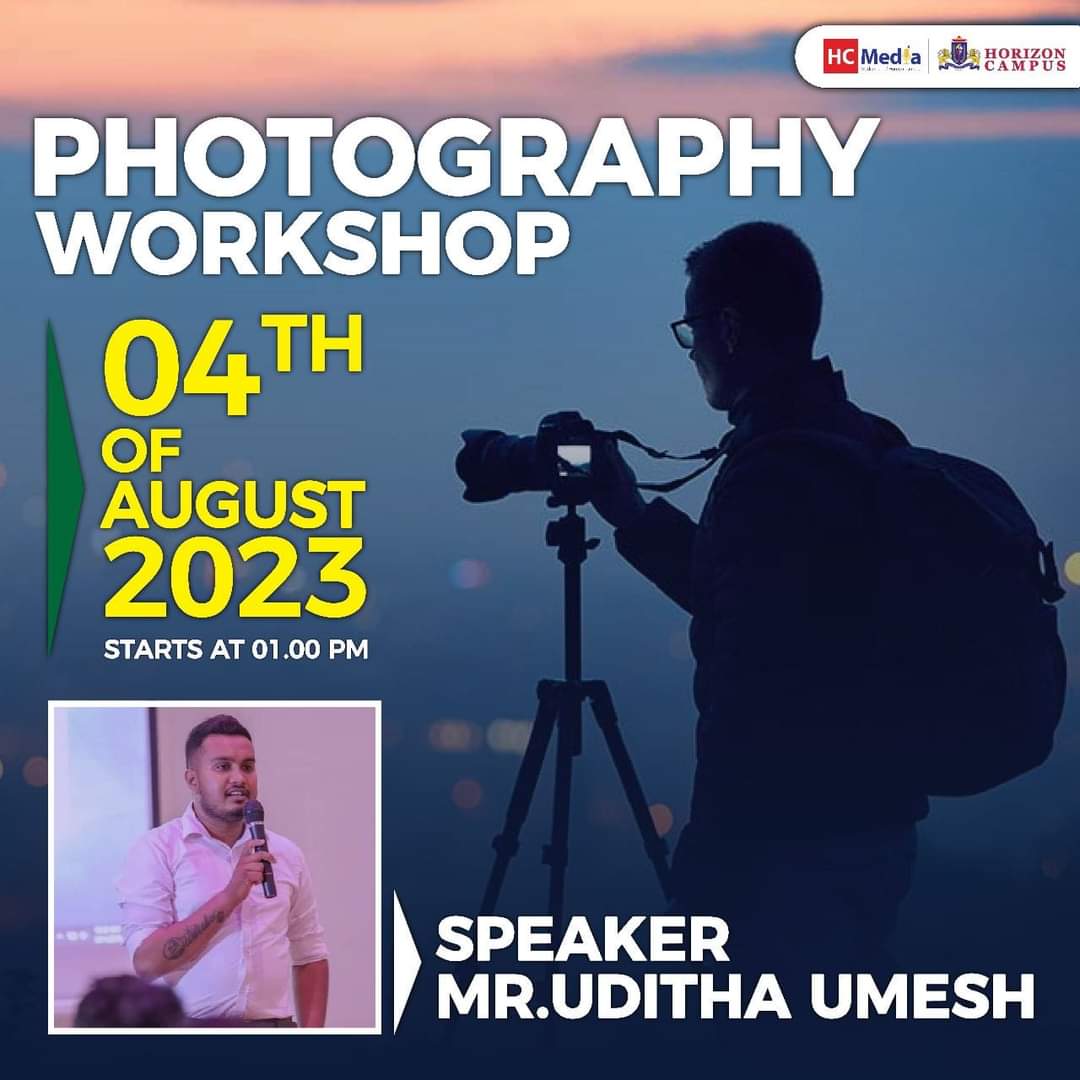 HC Media
HORIZON
CAMPUS
PHOTOGRAPHY
WORKSHOP
04TH
OF
AUGUST
2023
STARTS AT 01.00 PM
SPEAKER
MR.UDITHA UMESH